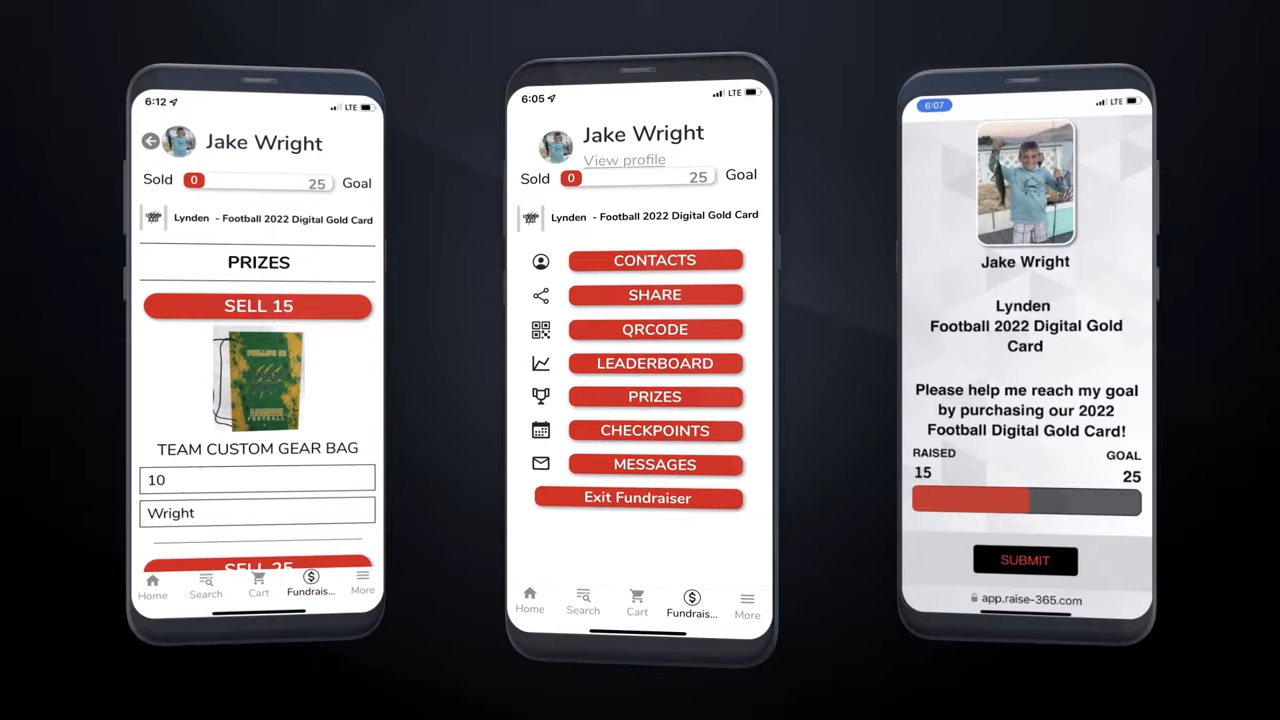 6:12
LTE
Jake Wright
Sold 0 25 Goal
Lynden - Football 2022 Digital Gold Card
PRIZES
SELL 15
TEAM CUSTOM GEAR BAG
10
Wright
SELL 25
Home Search Cart Fundrais... More
6:05
LTE
Jake Wright
View profile
Sold 0 25 Goal
Lynden - Football 2022 Digital Gold Card
CONTACTS
SHARE
QRCODE
LEADERBOARD
PRIZES
CHECKPOINTS
MESSAGES
Exit Fundraiser
Home Search Cart Fundrais... More
6:07
LTE
Jake Wright
Lynden
Football 2022 Digital Gold
Card
Please help me reach my goal
by purchasing our 2022
Football Digital Gold Card!
RAISED GOAL
15 25
SUBMIT
app.raise-365.com